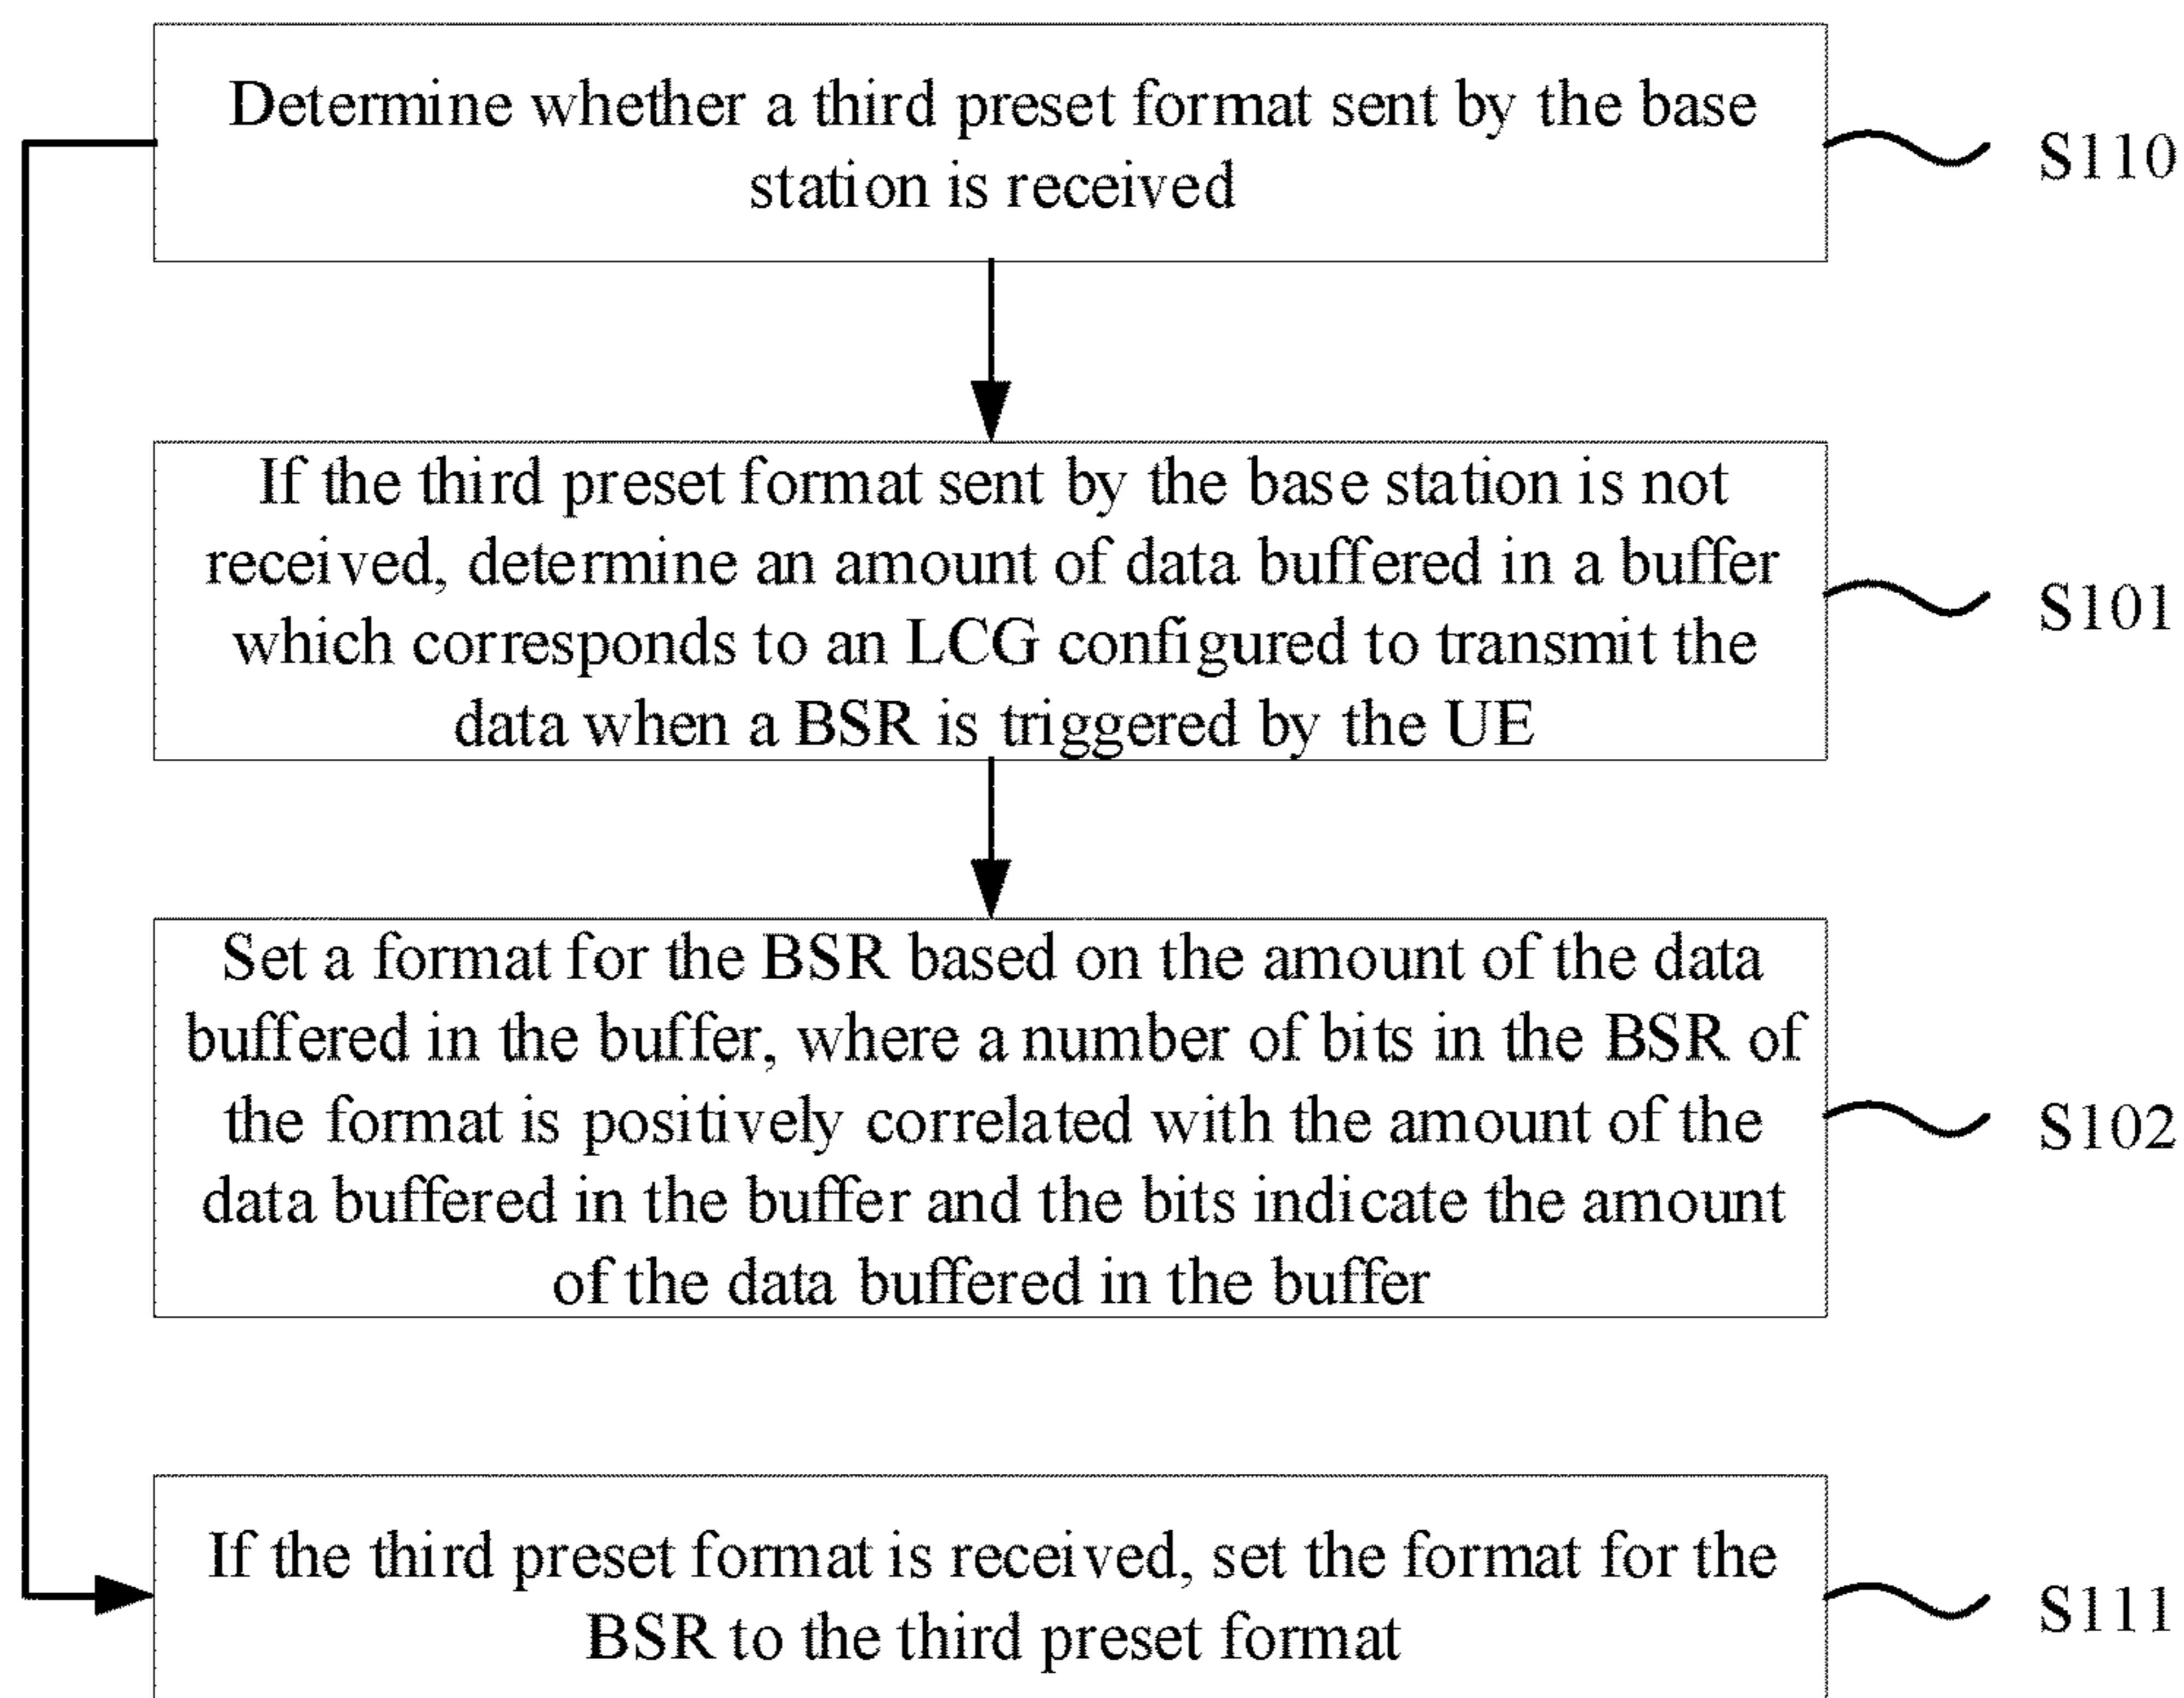 Determine whether a third preset format sent by the base
station is received
S110
If the third preset format sent by the base station is not
received, determine an amount of data buffered in a buffer
which corresponds to an LCG configured to transmit the
data when a BSR is triggered by the UE
S101
Set a format for the BSR based on the amount of the data
buffered in the buffer, where a number of bits in the BSR of
the format is positively correlated with the amount of the
data buffered in the buffer and the bits indicate the amount
of the data buffered in the buffer
S102
If the third preset format is received, set the format for the
BSR to the third preset format
S111